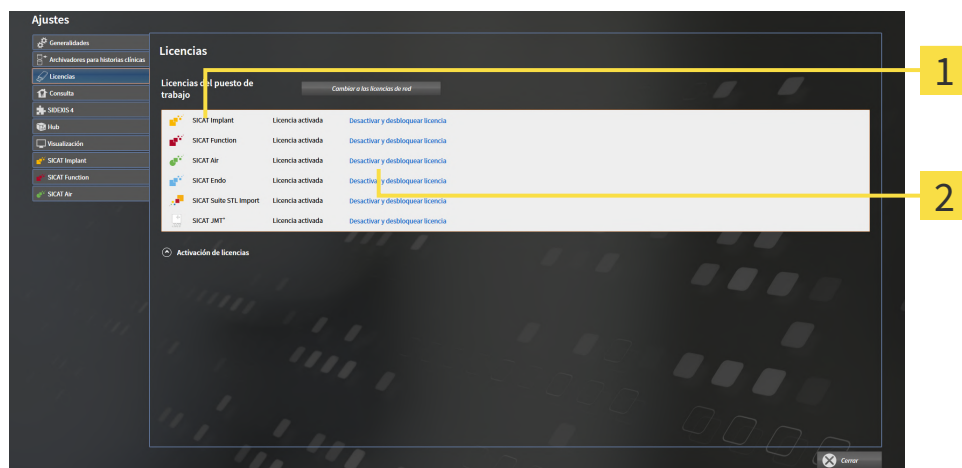 Ajustes
Generalidades
Archivadores para historias clínicas
Licencias
Consulta
SIDEXIS 4
Hub
Visualización
SICAT Implant
SICAT Function
SICAT Air
Licencias
Licencias del puesto de
trabajo
Cambiar a las licencias de red
SICAT Implant Licencia activada Desactivar y desbloquear licencia
SICAT Function Licencia activada Desactivar y desbloquear licencia
SICAT Air Licencia activada Desactivar y desbloquear licencia
SICAT Endo Licencia activada Desactivar y desbloquear licencia
SICAT Suite STL Import Licencia activada Desactivar y desbloquear licencia
SICAT JMT+ Licencia activada Desactivar y desbloquear licencia
Activación de licencias
Cerrar
1
2